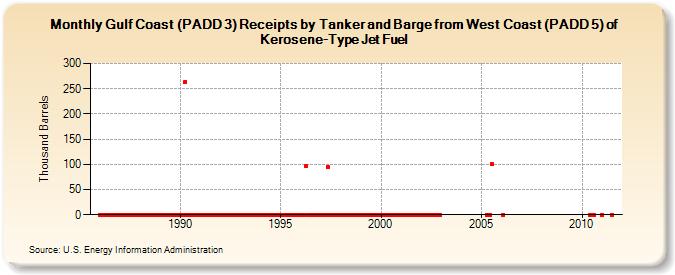 Monthly Gulf Coast (PADD 3) Receipts by Tanker and Barge from West Coast (PADD 5) of
Kerosene-Type Jet Fuel
Thousand Barrels
300
250
200
150
100
50
0
1990 1995 2000 2005 2010
Source: U.S. Energy Information Administration